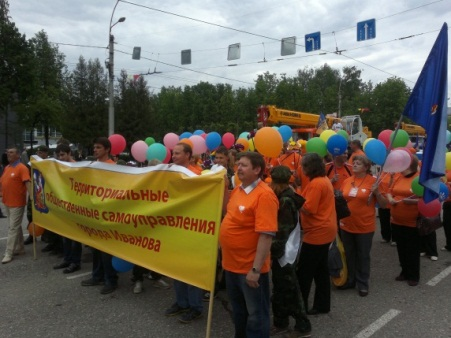 Территориальные
общественные самоуправления
города Иванова